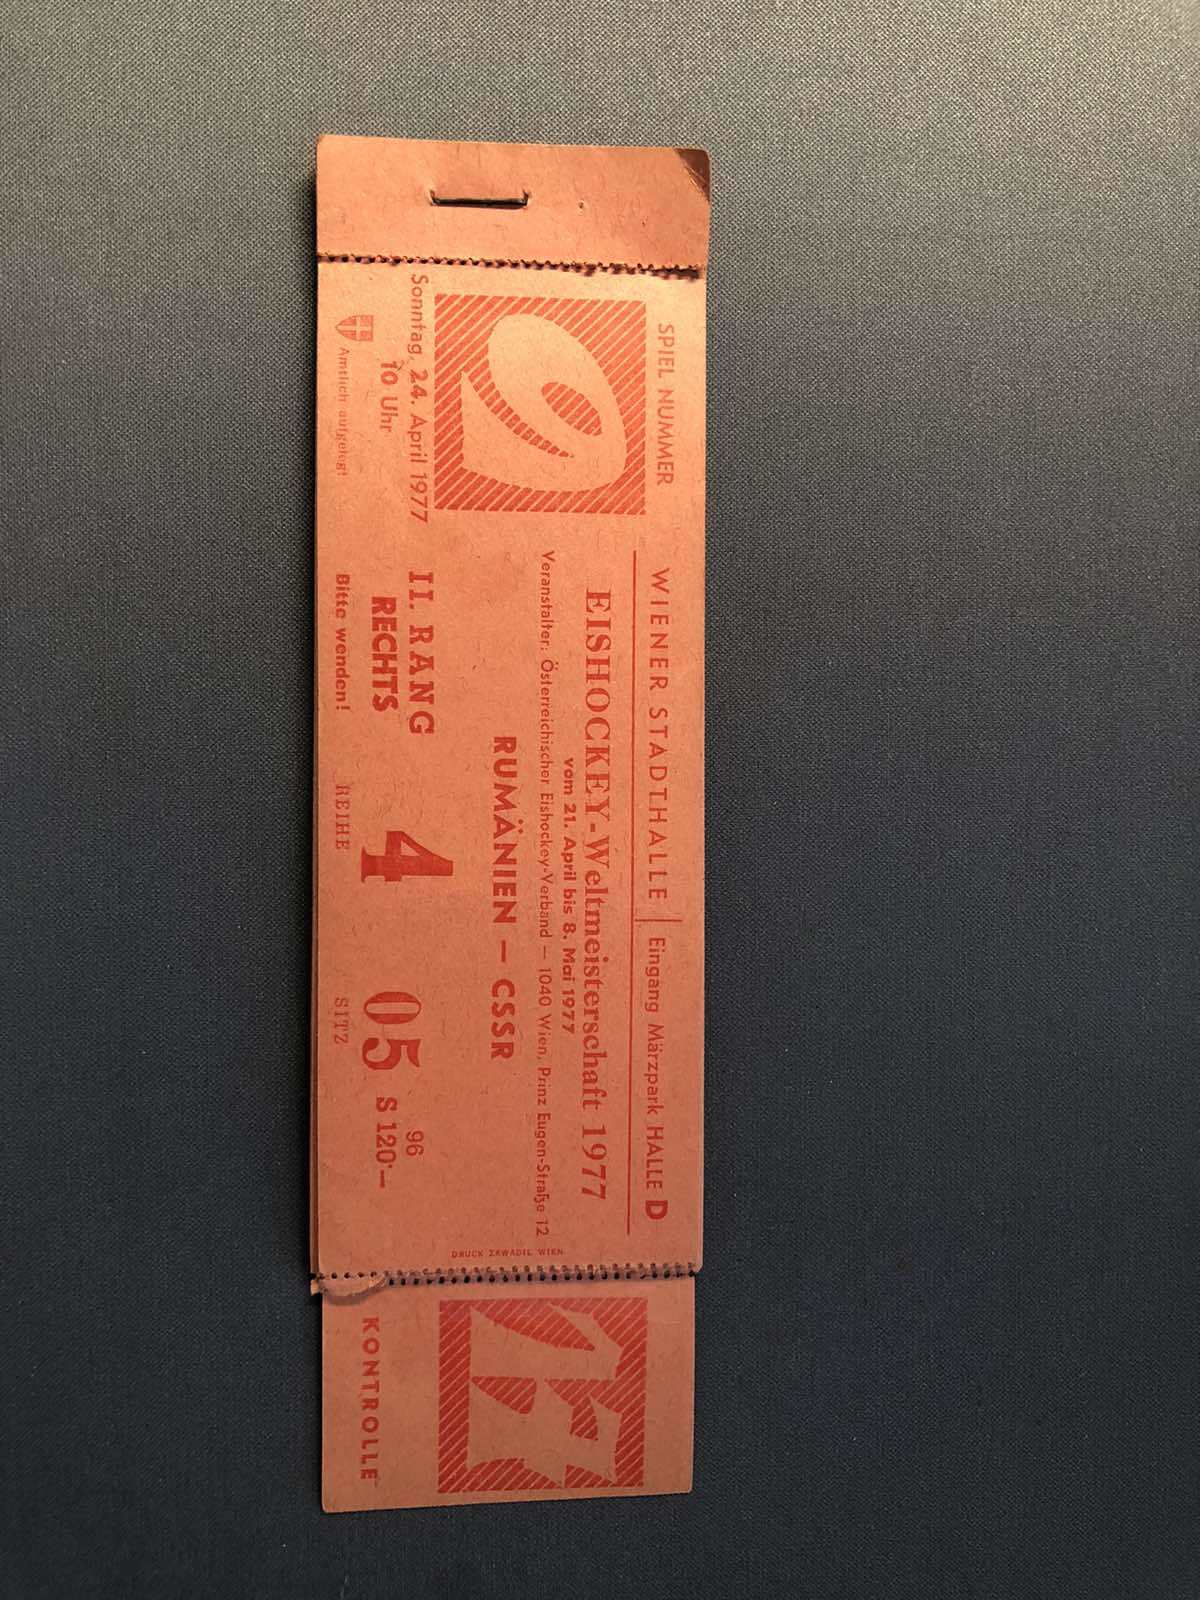 SPIEL NUMMER
9
Sonntag, 24. April 1977
10 Uhr
Amtlich aufgelegt
WIENER STADTHALLE | Eingang Märzpark HALLE D
EISHOCKEY-Weltmeisterschaft 1977
vom 21. April bis 8. Mai 1977
Veranstalter: Österreichischer Eishockey-Verband — 1040 Wien, Prinz Eugen-Straße 12
RUMÄNIEN — CSSR
II. RANG
RECHTS
Bitte wenden!
4
REIHE
05
SITZ
96
S 120·—
DRUCK ZAWADIL WIEN
KONTROLLE